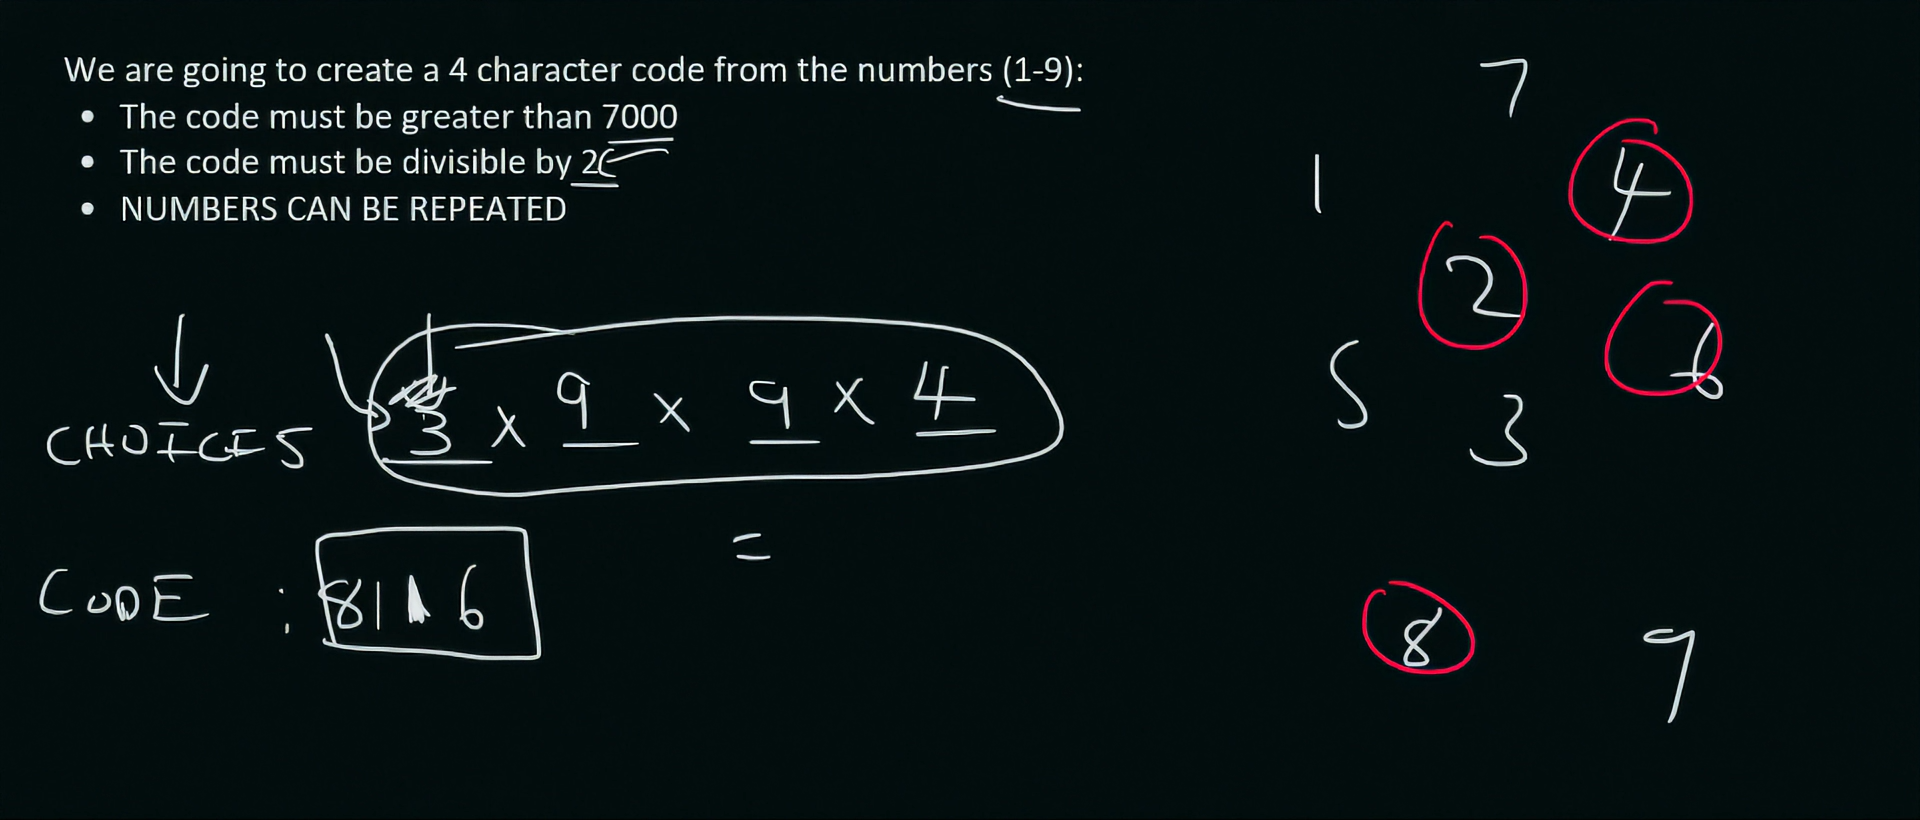 We are going to create a 4 character code from the numbers (1-9):
• The code must be greater than 7000
• The code must be divisible by 2
• NUMBERS CAN BE REPEATED
7
4
1
2
6
5
3
CHOICES 3 x 9 x 9 x 4
=
CODE : 81 6
8
9